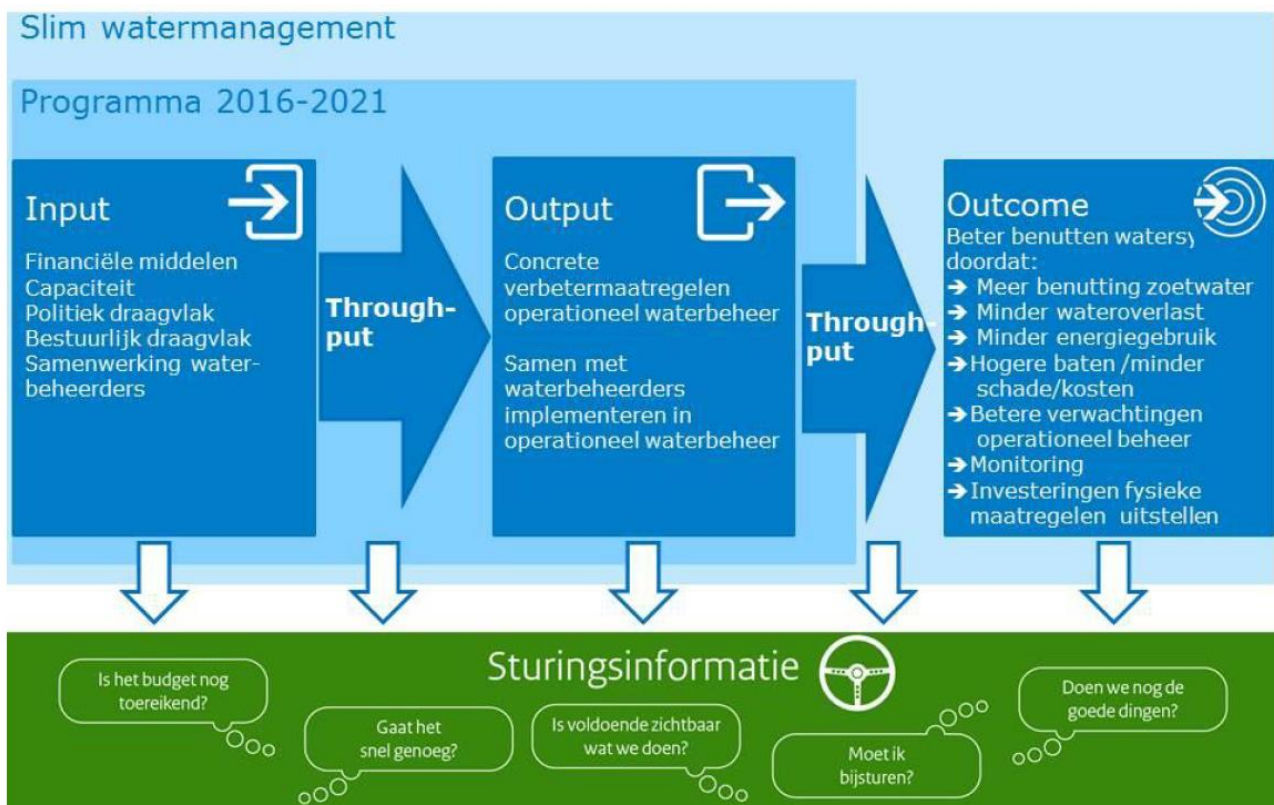 Slim watermanagement
Programma 2016-2021
Input
Financiële middelen
Capaciteit
Politiek draagvlak
Bestuurlijk draagvlak
Samenwerking water-
beheerders
Through-
put
Output
Concrete
verbetermaatregelen
operationeel waterbeheer
Samen met
waterbeheerders
implementeren in
operationeel waterbeheer
Through-
put
Outcome
Beter benutten watersy
doordat:
→ Meer benutting zoetwater
→ Minder wateroverlast
→ Minder energiegebruik
→ Hogere baten /minder
schade/kosten
→ Betere verwachtingen
operationeel beheer
→ Monitoring
→ Investeringen fysieke
maatregelen uitstellen
Sturingsinformatie
Is het budget nog
toereikend?
Gaat het
snel genoeg?
Is voldoende zichtbaar
wat we doen?
Moet ik
bijsturen?
Doen we nog de
goede dingen?